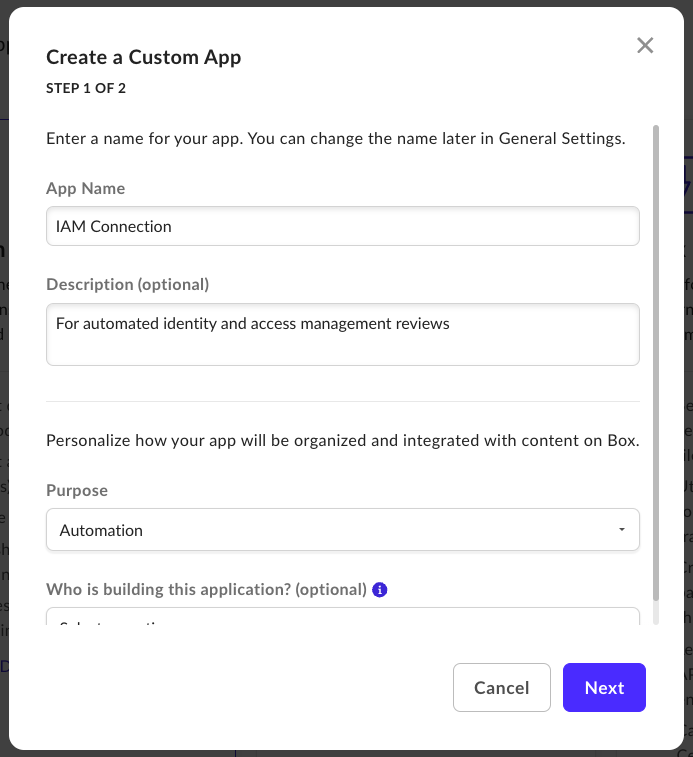 Create a Custom App
STEP 1 OF 2
Enter a name for your app. You can change the name later in General Settings.
App Name
IAM Connection
Description (optional)
For automated identity and access management reviews
Personalize how your app will be organized and integrated with content on Box.
Purpose
Automation
Who is building this application? (optional)
Cancel
Next